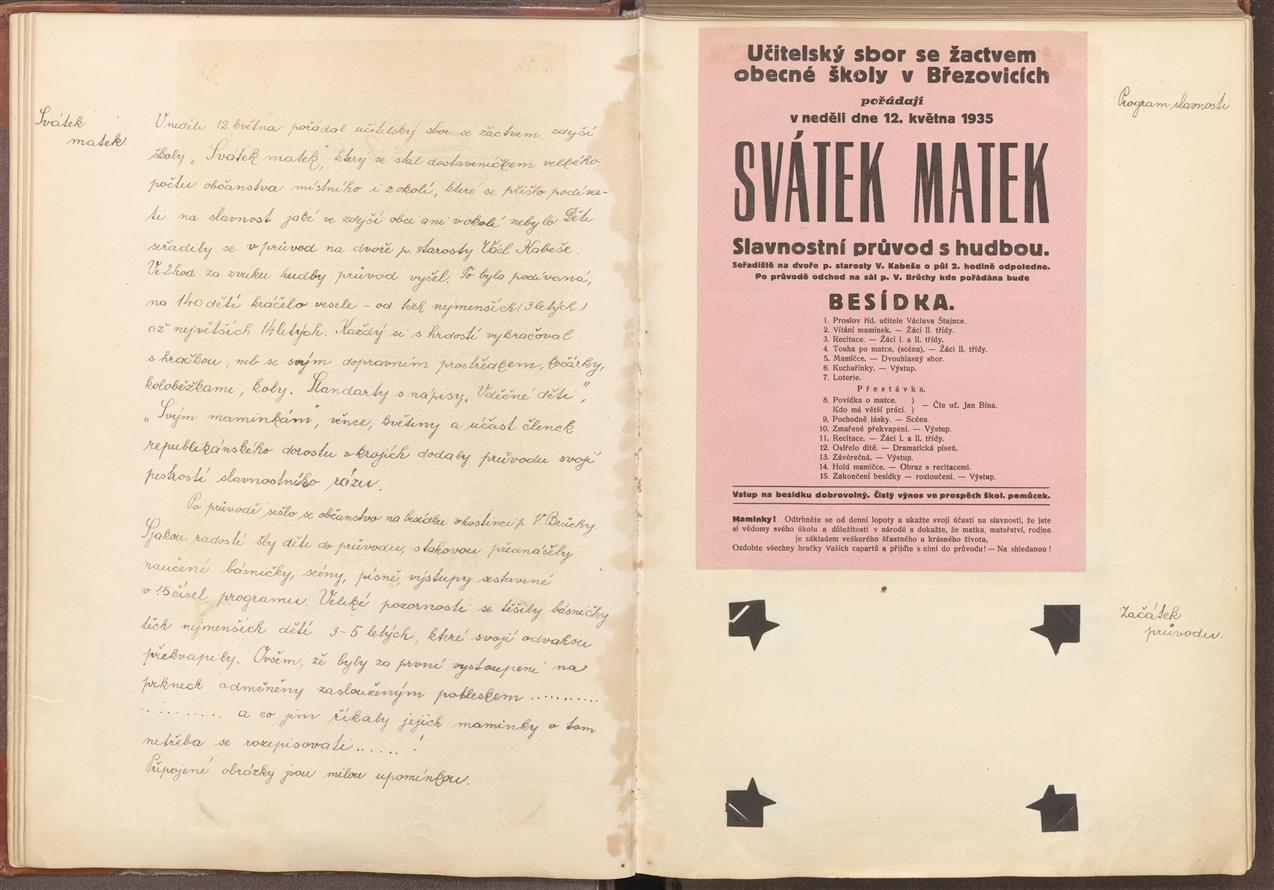 Svátek
matek.
V neděli 12. května pořádal učitelský sbor se žactvem zdejší
školy „Svátek matek", který se stal dostaveníčkem velkého
počtu občanstva místního i z okolí, které se přišlo podíva-
ti na slavnost jaké ve zdejší obci ani v okolí nebylo. Děti
seřadily se v průvod na dvoře p. starosty Václ. Kabeše.
Ve 2 hod. za zvuku hudby průvod vyšel. To byla podívaná,
na 140 dětí kráčelo vesele – od těch nejmenších (3 letých)
až největších 14 letých. Každý si s hrdostí vykračoval
s hračkou, neb se svým dopravním prostředkem, kočárky,
koloběžkami, koly. Standarty s nápisy „Vděčné děti",
„Svým maminkám", věnce, květiny a účast členek
republikánského dorostu v krojích dodaly průvodu svojí
pestrostí slavnostního rázu.
Po průvodě sešlo se občanstvo na besídku v hostinci p. V. Brůchy.
S jakou radostí šly děti do průvodu, s takovou přednášely
naučené básničky, scény, písně, výstupy sestavené
v 15 čísel programu. Veliké pozornosti se těšily básničky
těch nejmenších dětí 3–5 letých, které svojí odvahou
překvapily. Ovšem, že byly za první vystoupení na
prknech odměněny zaslouženým potleskem ..........
.......... a co jim říkaly jejich maminky o tom
netřeba se rozepisovati ...... !
Připojené obrázky jsou milou upomínkou.
Učitelský sbor se žactvem
obecné školy v Březovicích
pořádají
v neděli dne 12. května 1935
SVÁTEK MATEK
Slavnostní průvod s hudbou.
Seřadiště na dvoře p. starosty V. Kabeše o půl 2. hodině odpoledne.
Po průvodě odchod na sál p. V. Brůchy kde pořádána bude
BESÍDKA.
1. Proslov říd. učitele Václava Štajnce.
2. Vítání maminek. — Žáci II. třídy.
3. Recitace. — Žáci I. a II. třídy.
4. Touha po matce, (scéna), — Žáci II. třídy.
5. Mamičce. — Dvouhlasný sbor.
6. Kuchařinky. — Výstup.
7. Loterie.
Přestávka.
8. Povídka o matce. )
Kdo má větší práci. ) — Čte uč. Jan Bína.
9. Pochodně lásky. — Scéna.
10. Zmařené překvapení. — Výstup.
11. Recitace. — Žáci I. a II. třídy.
12. Osiřelo dítě. — Dramatická píseň.
13. Závěrečná. — Výstup.
14. Hold mamičce. — Obraz s recitacemi.
15. Zakončení besídky — rozloučení. — Výstup.
Vstup na besídku dobrovolný. Čistý výnos ve prospěch škol. pomůcek.
Maminky! Odtrhněte se od denní lopoty a ukažte svojí účastí na slavnosti, že jste
si vědomy svého úkolu a důležitosti v národě a dokažte, že matka, mateřství, rodina
je základem veškerého šťastného a krásného života,
Ozdobte všechny hračky Vašich capartů a přijďte s nimi do průvodu! — Na shledanou!
Program slavnosti
Začátek
průvodu.